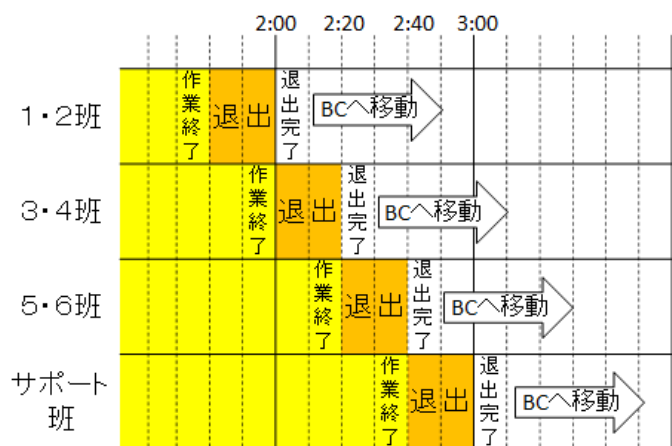 2:00 2:20 2:40 3:00
1・2班
作業終了
退出
退出完了
BCへ移動
3・4班
作業終了
退出
退出完了
BCへ移動
5・6班
作業終了
退出
退出完了
BCへ移動
サポート
班
作業終了
退出
退出完了
BCへ移動